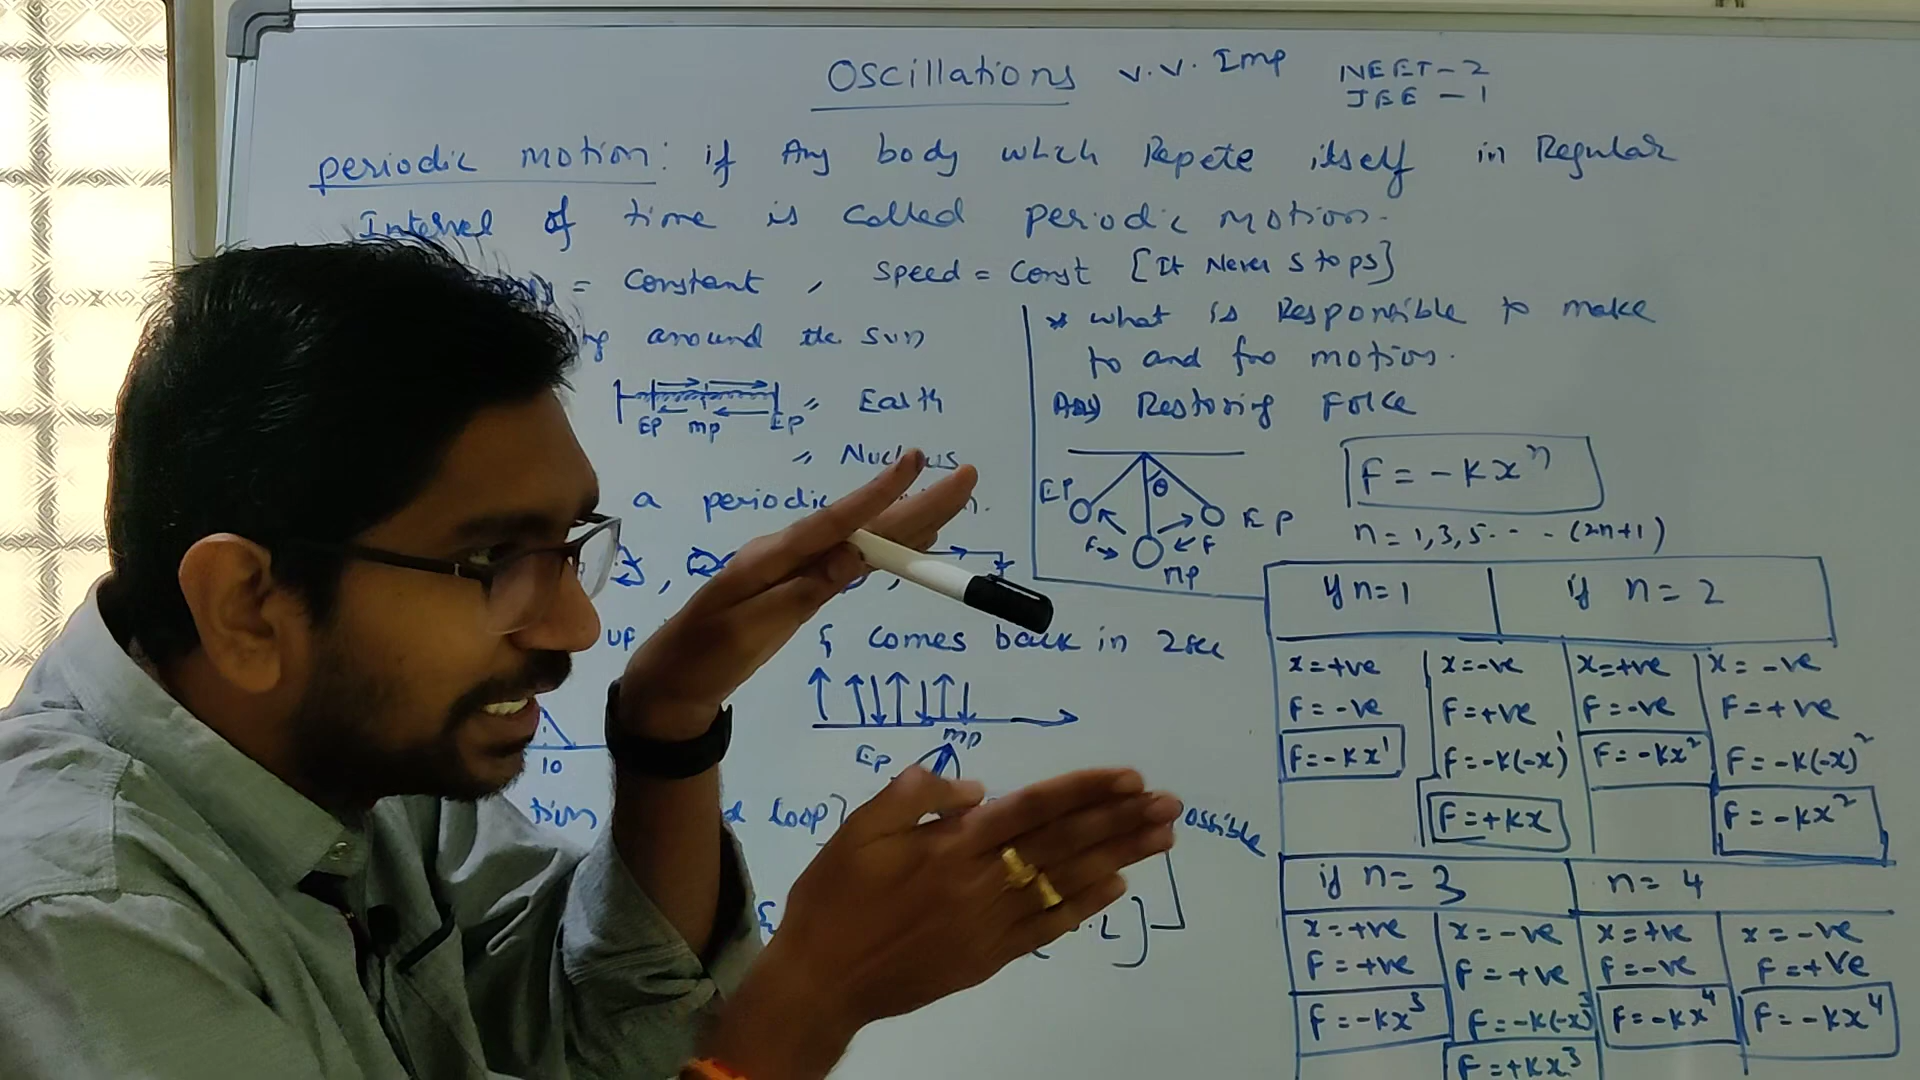 Oscillations v.v. Imp NEET-2
JEE-1
periodic motion: if Any body which Repete itself in Regular
Interval of time is called periodic motion.
= Constant, speed = Const [It Never stops]
around the sun
EP mp EP " Earth
" Nucleus
a periodic
up & comes back in 2sec
Ep mp
10
loop]
* what is Responsible to make
to and fro motion.
Ans) Restoring Force
EP θ EP
F F
mp
F = -kx^n
n = 1,3,5 - - - (2n+1)
if n=1 if n=2
x=+ve x=-ve x=+ve x=-ve
F=-ve F=+ve F=-ve F=+ve
F=-kx^1 F=-k(-x)^1 F=-kx^2 F=-k(-x)^2
F=+kx F=-kx^2
if n=3 n=4
x=+ve x=-ve x=+ve x=-ve
F=+ve F=+ve F=-ve F=+ve
F=-kx^3 F=-k(-x)^3 F=-kx^4 F=-kx^4
F=+kx^3